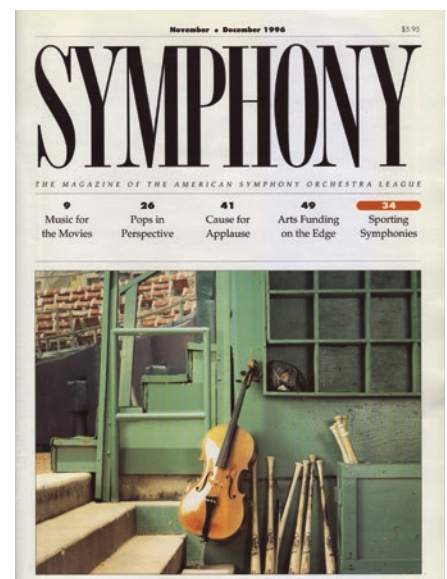 November ♦ December 1996
$5.95
SYMPHONY
THE MAGAZINE OF THE AMERICAN SYMPHONY ORCHESTRA LEAGUE
9
Music for
the Movies
26
Pops in
Perspective
41
Cause for
Applause
49
Arts Funding
on the Edge
34
Sporting
Symphonies